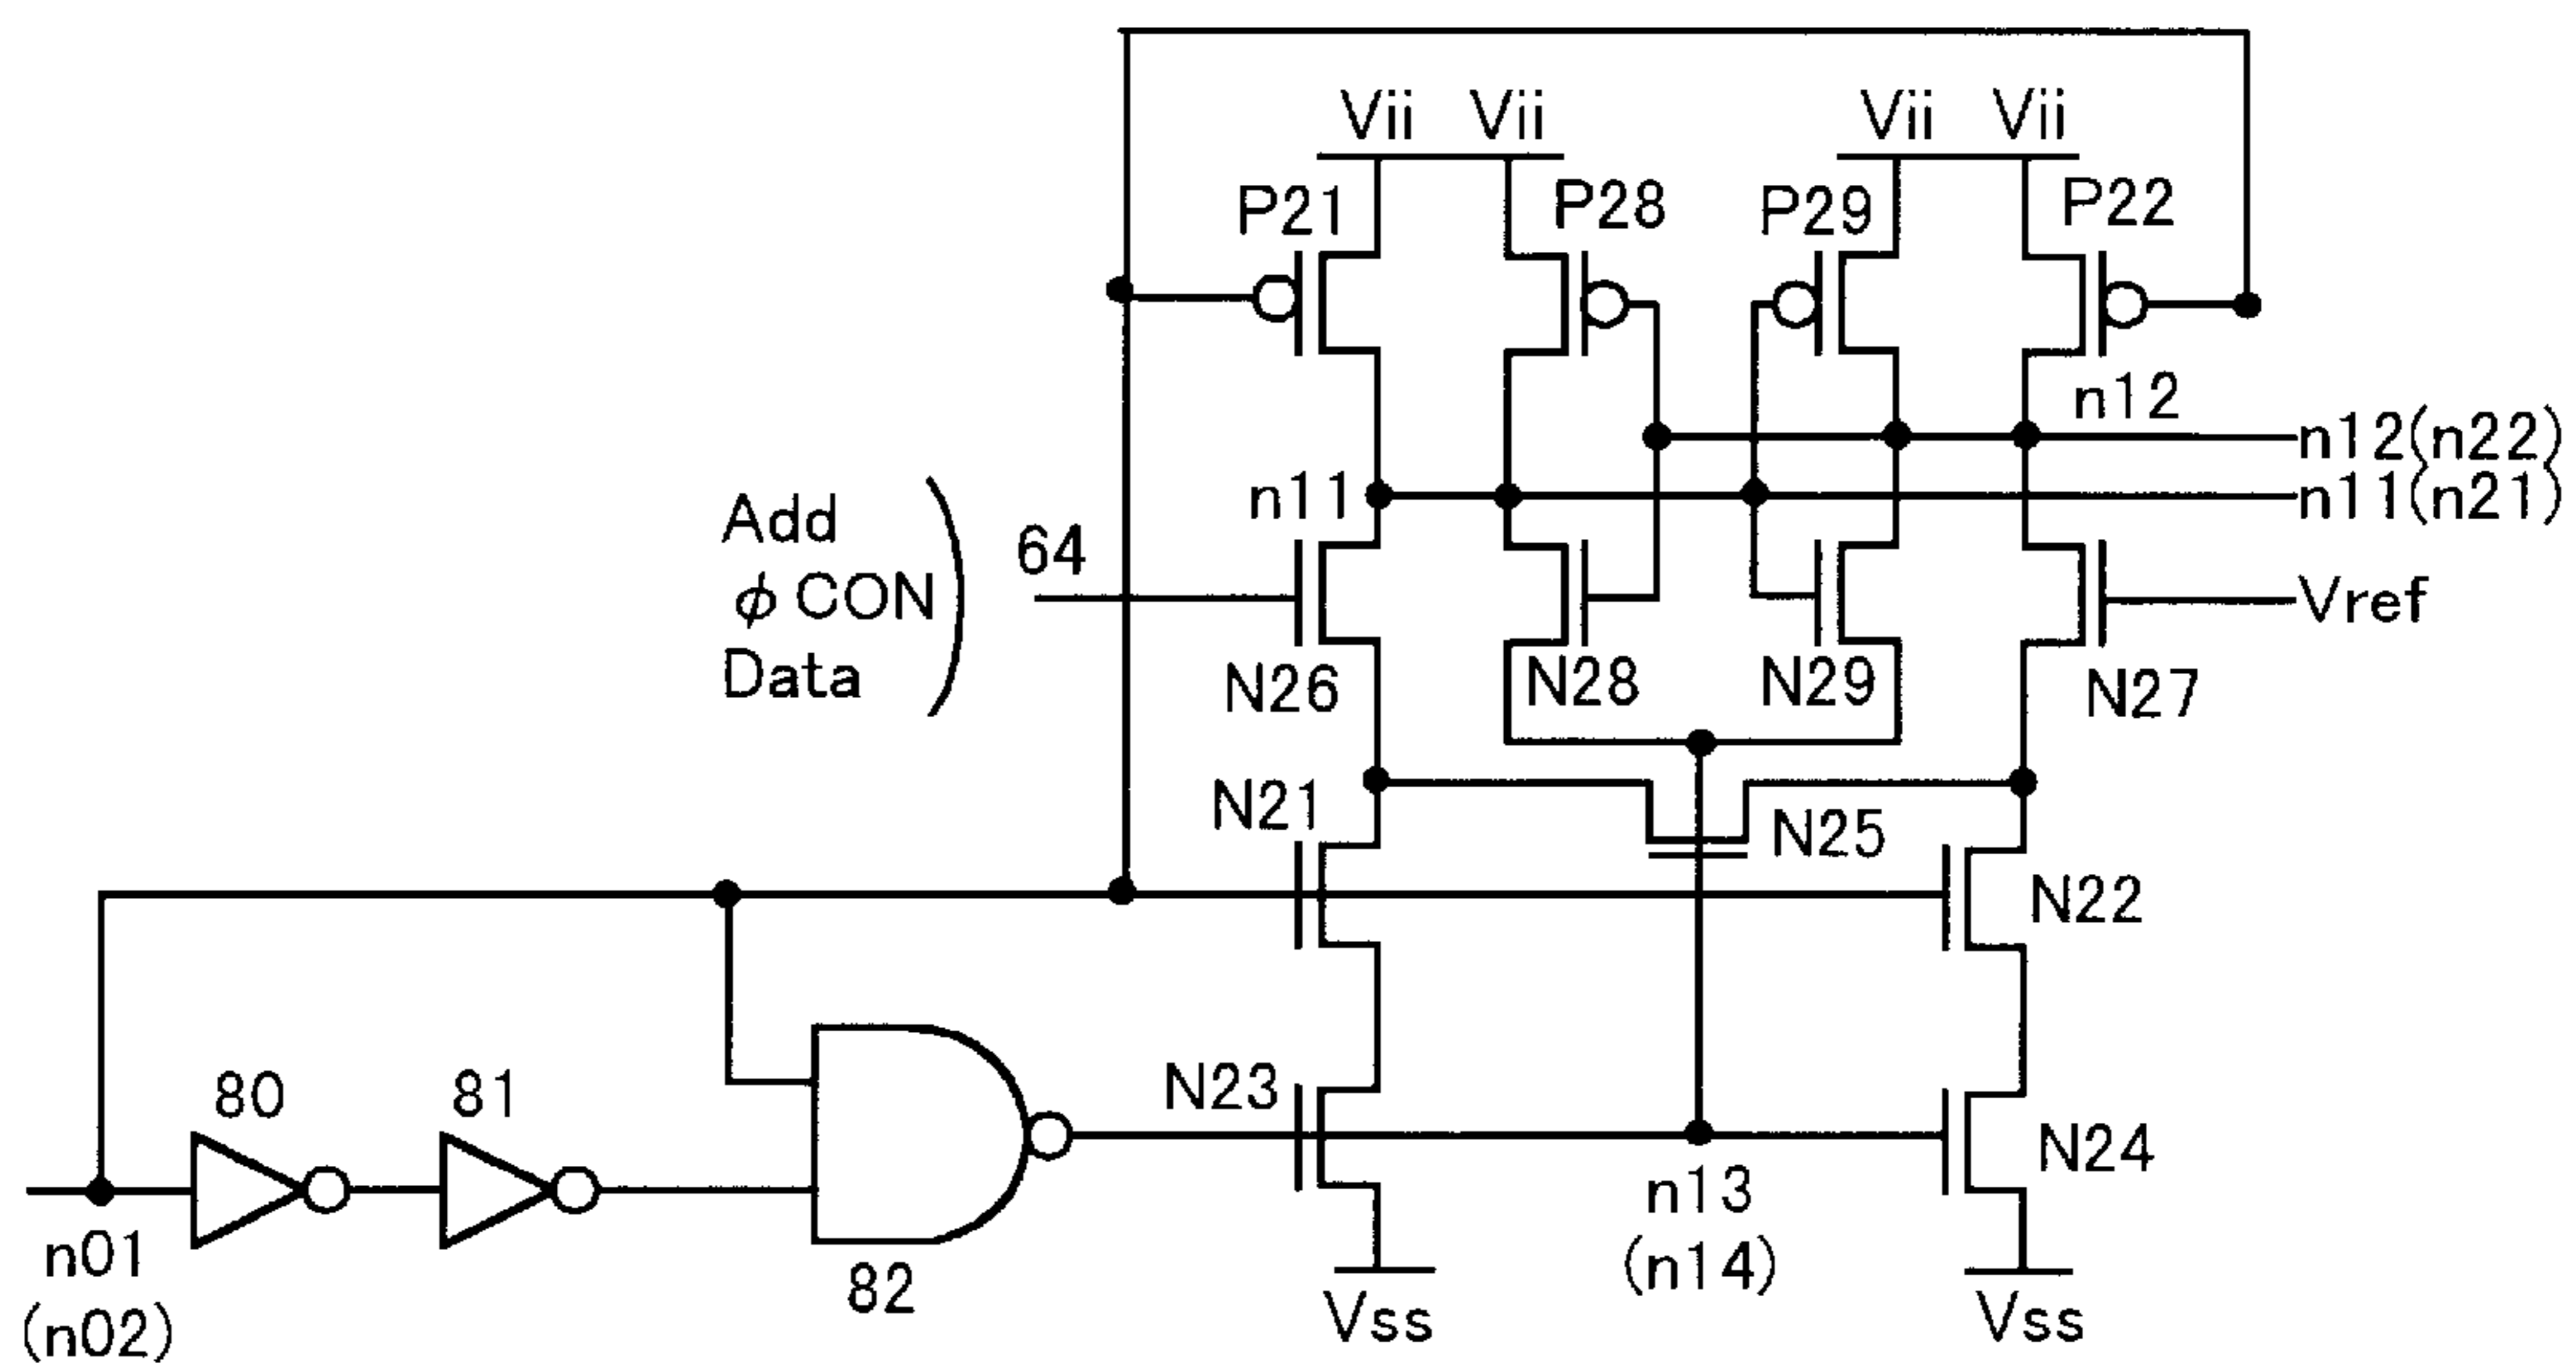 Vii Vii Vii Vii
P21 P28 P29 P22
n12
n12(n22)
n11 n11(n21)
Add
φ CON
Data
64
Vref
N26 N28 N29 N27
N21 N25
N22
80 81 N23
N24
n13
(n14)
n01
(n02)
82
Vss Vss